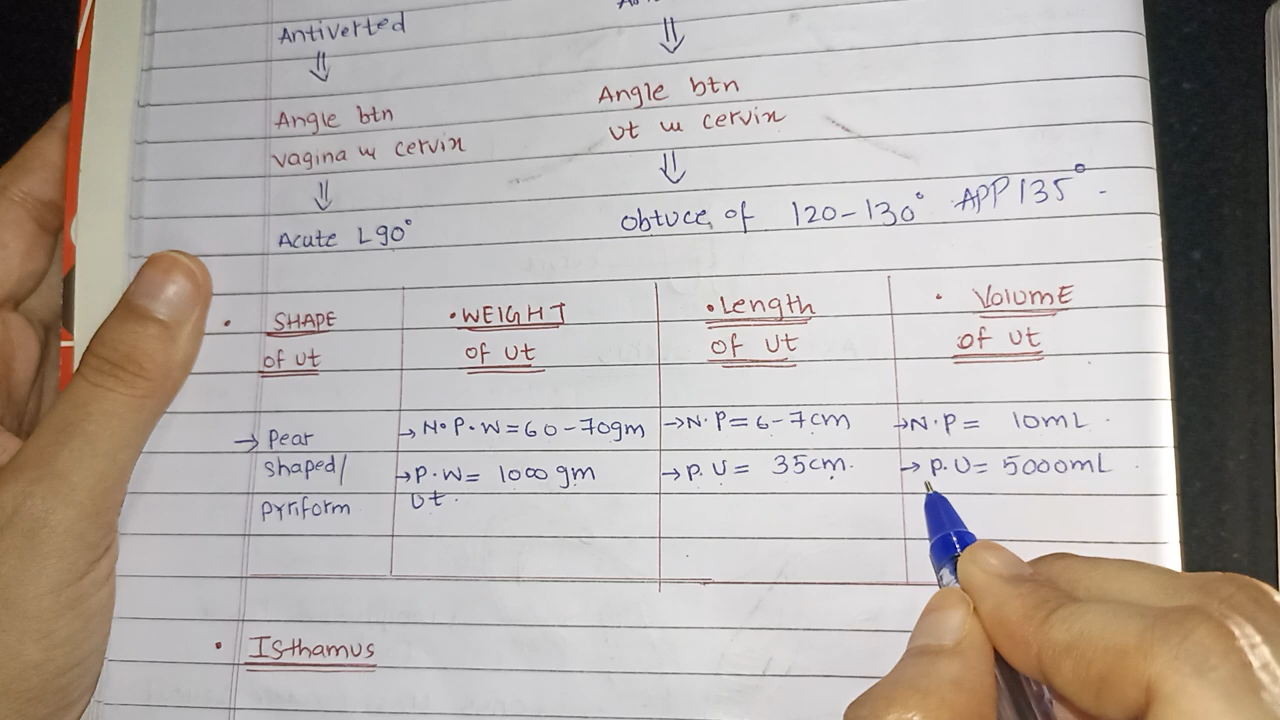 Antiverted
⇓
Angle btn
vagina w cervix
⇓
Acute L90°
⇓
Angle btn
ut w cervix
⇓
Obtuce of 120-130° APP 135°.
• SHAPE of ut
• WEIGHT of ut
• Length of ut
• VOLUME of ut
→ Pear
shaped/
pyriform
→ N.P.W=60-70gm
→ P.W= 1000 gm
ut.
→ N.P= 6-7cm
→ P.U= 35cm.
→ N.P= 10mL.
→ P.U= 5000mL.
• ISthamus